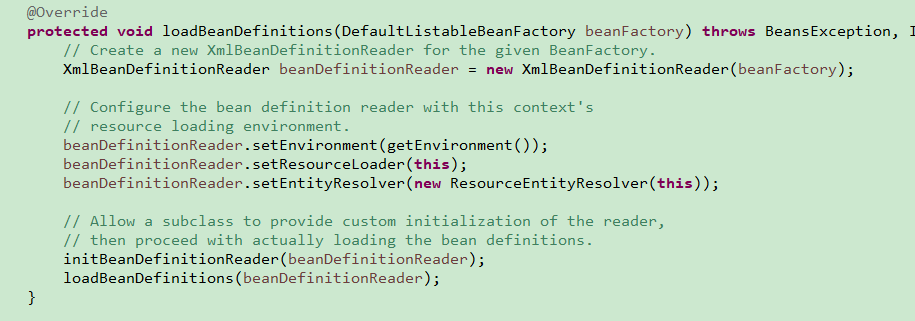 @Override
protected void loadBeanDefinitions(DefaultListableBeanFactory beanFactory) throws BeansException, I
// Create a new XmlBeanDefinitionReader for the given BeanFactory.
XmlBeanDefinitionReader beanDefinitionReader = new XmlBeanDefinitionReader(beanFactory);
// Configure the bean definition reader with this context's
// resource loading environment.
beanDefinitionReader.setEnvironment(getEnvironment());
beanDefinitionReader.setResourceLoader(this);
beanDefinitionReader.setEntityResolver(new ResourceEntityResolver(this));
// Allow a subclass to provide custom initialization of the reader,
// then proceed with actually loading the bean definitions.
initBeanDefinitionReader(beanDefinitionReader);
loadBeanDefinitions(beanDefinitionReader);
}